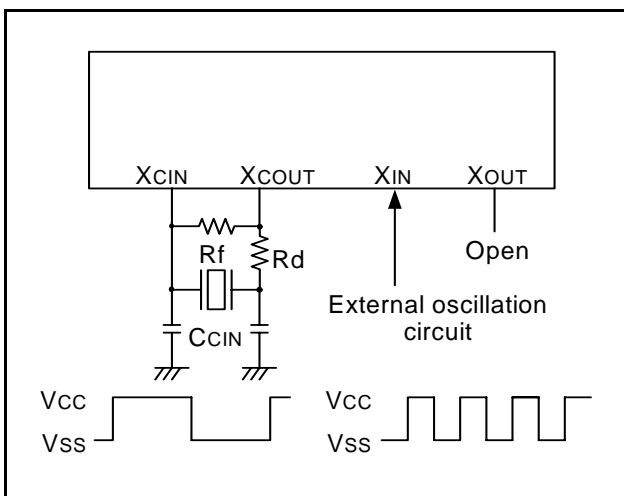 XCIN XCOUT XIN XOUT
Rf
Rd
Open
CCIN
External oscillation
circuit
VCC
VSS
VCC
VSS